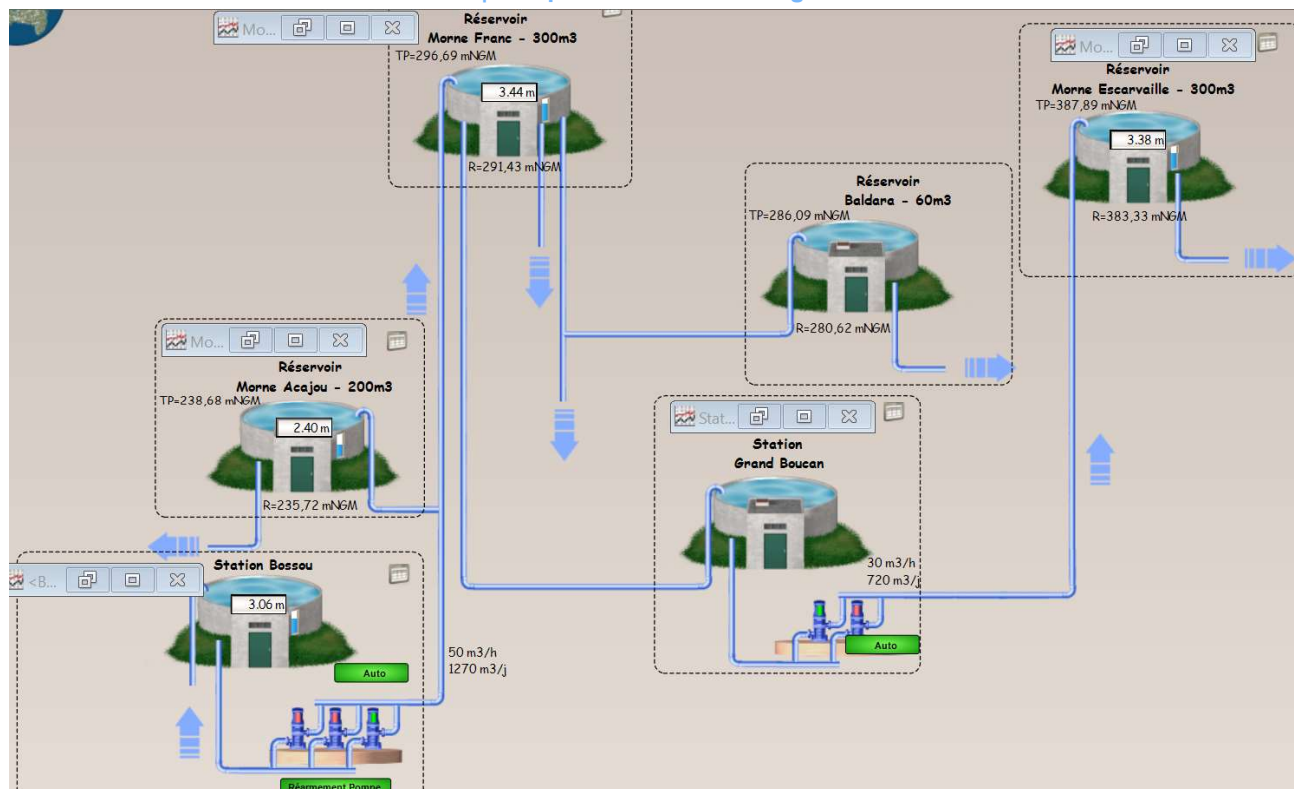 Mo...
Réservoir
Morne Franc - 300m3
TP=296,69 mNGM
3.44 m
R=291,43 mNGM
Mo...
Réservoir
Morne Escarvaille - 300m3
TP=387,89 mNGM
3.38 m
R=383,33 mNGM
Réservoir
Baldara - 60m3
TP=286,09 mNGM
R=280,62 mNGM
Mo...
Réservoir
Morne Acajou - 200m3
TP=238,68 mNGM
2.40 m
R=235,72 mNGM
Stat...
Station
Grand Boucan
30 m3/h
720 m3/j
Auto
<B...
Station Bossou
3.06 m
50 m3/h
1270 m3/j
Auto
Réarmement Pompe